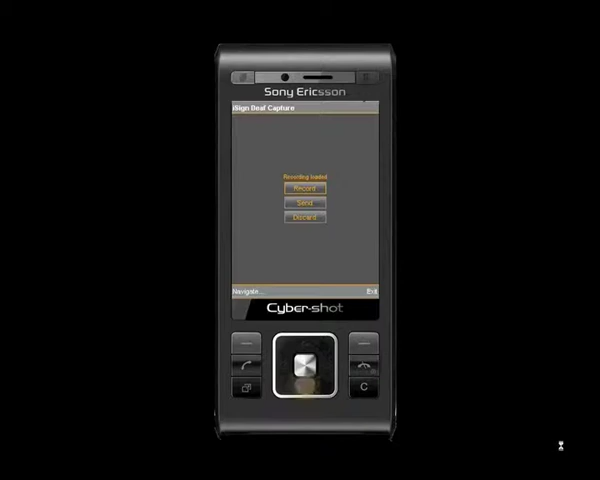 Sony Ericsson
iSign Deaf Capture
Recording loaded
Record
Send
Discard
Navigate... Exit
Cyber-shot
C